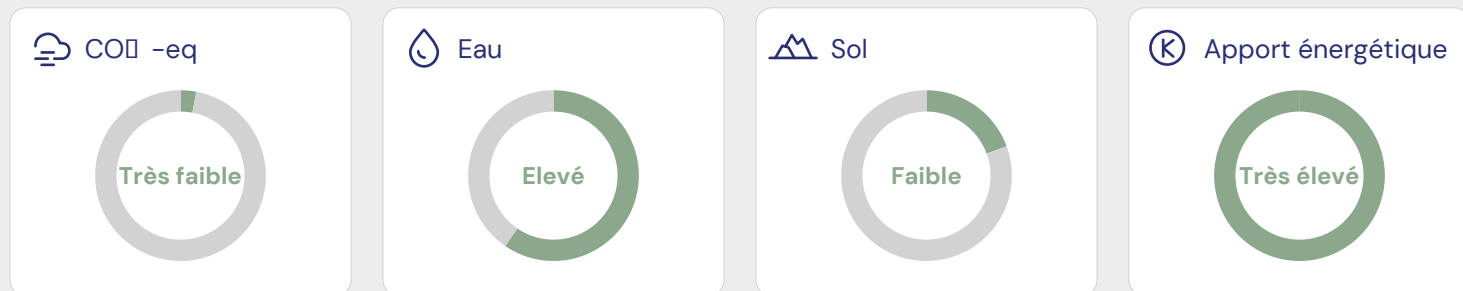 CO▯ -eq
Eau
Sol
Apport énergétique
Très faible
Elevé
Faible
Très élevé